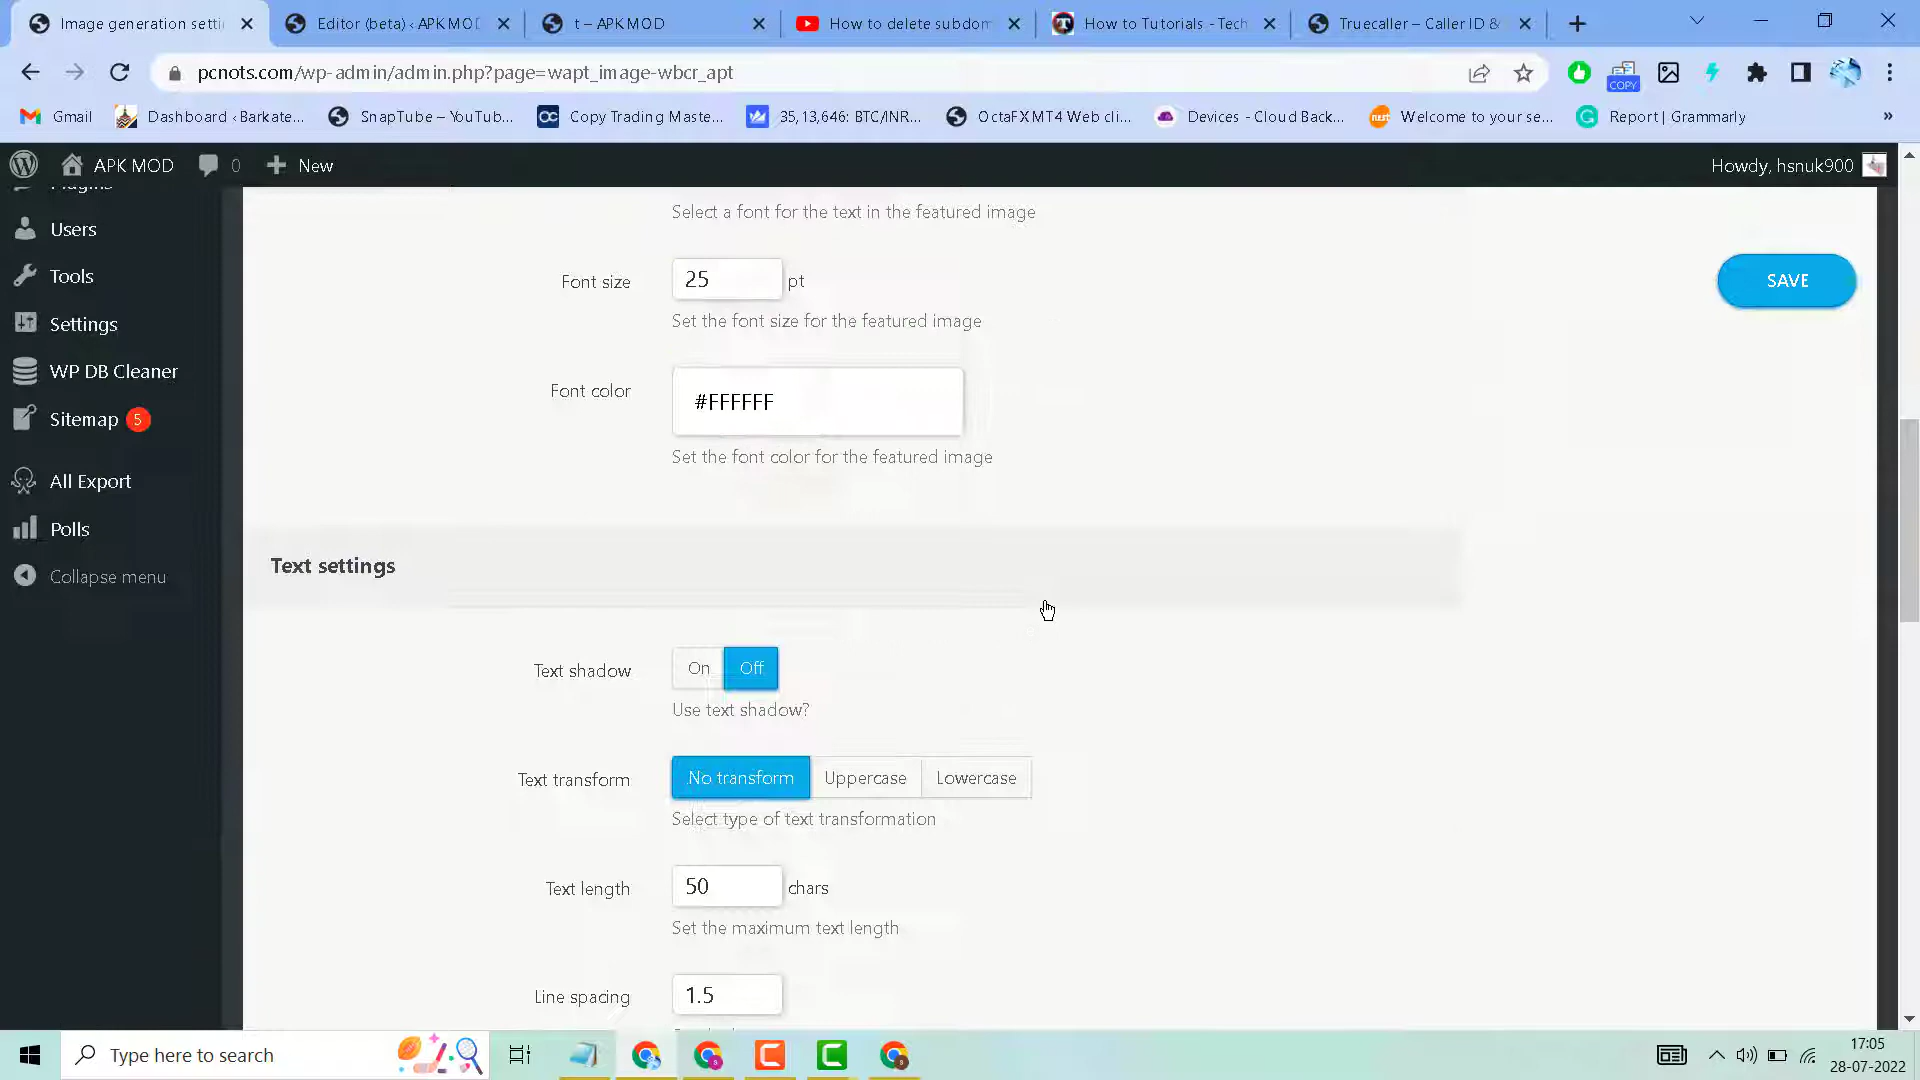 Image generation setti
Editor (beta) ‹ APK MOD
t – APK MOD
How to delete subdom
How to Tutorials - Tech
Truecaller – Caller ID &
pcnots.com/wp-admin/admin.php?page=wapt_image-wbcr_apt
COPY
Gmail
Dashboard ‹ Barkate...
SnapTube – YouTub...
Copy Trading Maste...
35,13,646: BTC/INR...
OctaFX MT4 Web cli...
Devices - Cloud Back...
Welcome to your se...
Report | Grammarly
»
APK MOD
0
New
Howdy, hsnuk900
Plugins
Users
Tools
Settings
WP DB Cleaner
Sitemap 5
All Export
Polls
Collapse menu
Select a font for the text in the featured image
Font size
25
pt
Set the font size for the featured image
SAVE
Font color
#FFFFFF
Set the font color for the featured image
Text settings
Text shadow
On
Off
Use text shadow?
Text transform
No transform
Uppercase
Lowercase
Select type of text transformation
Text length
50
chars
Set the maximum text length
Line spacing
1.5
Type here to search
17:05
28-07-2022